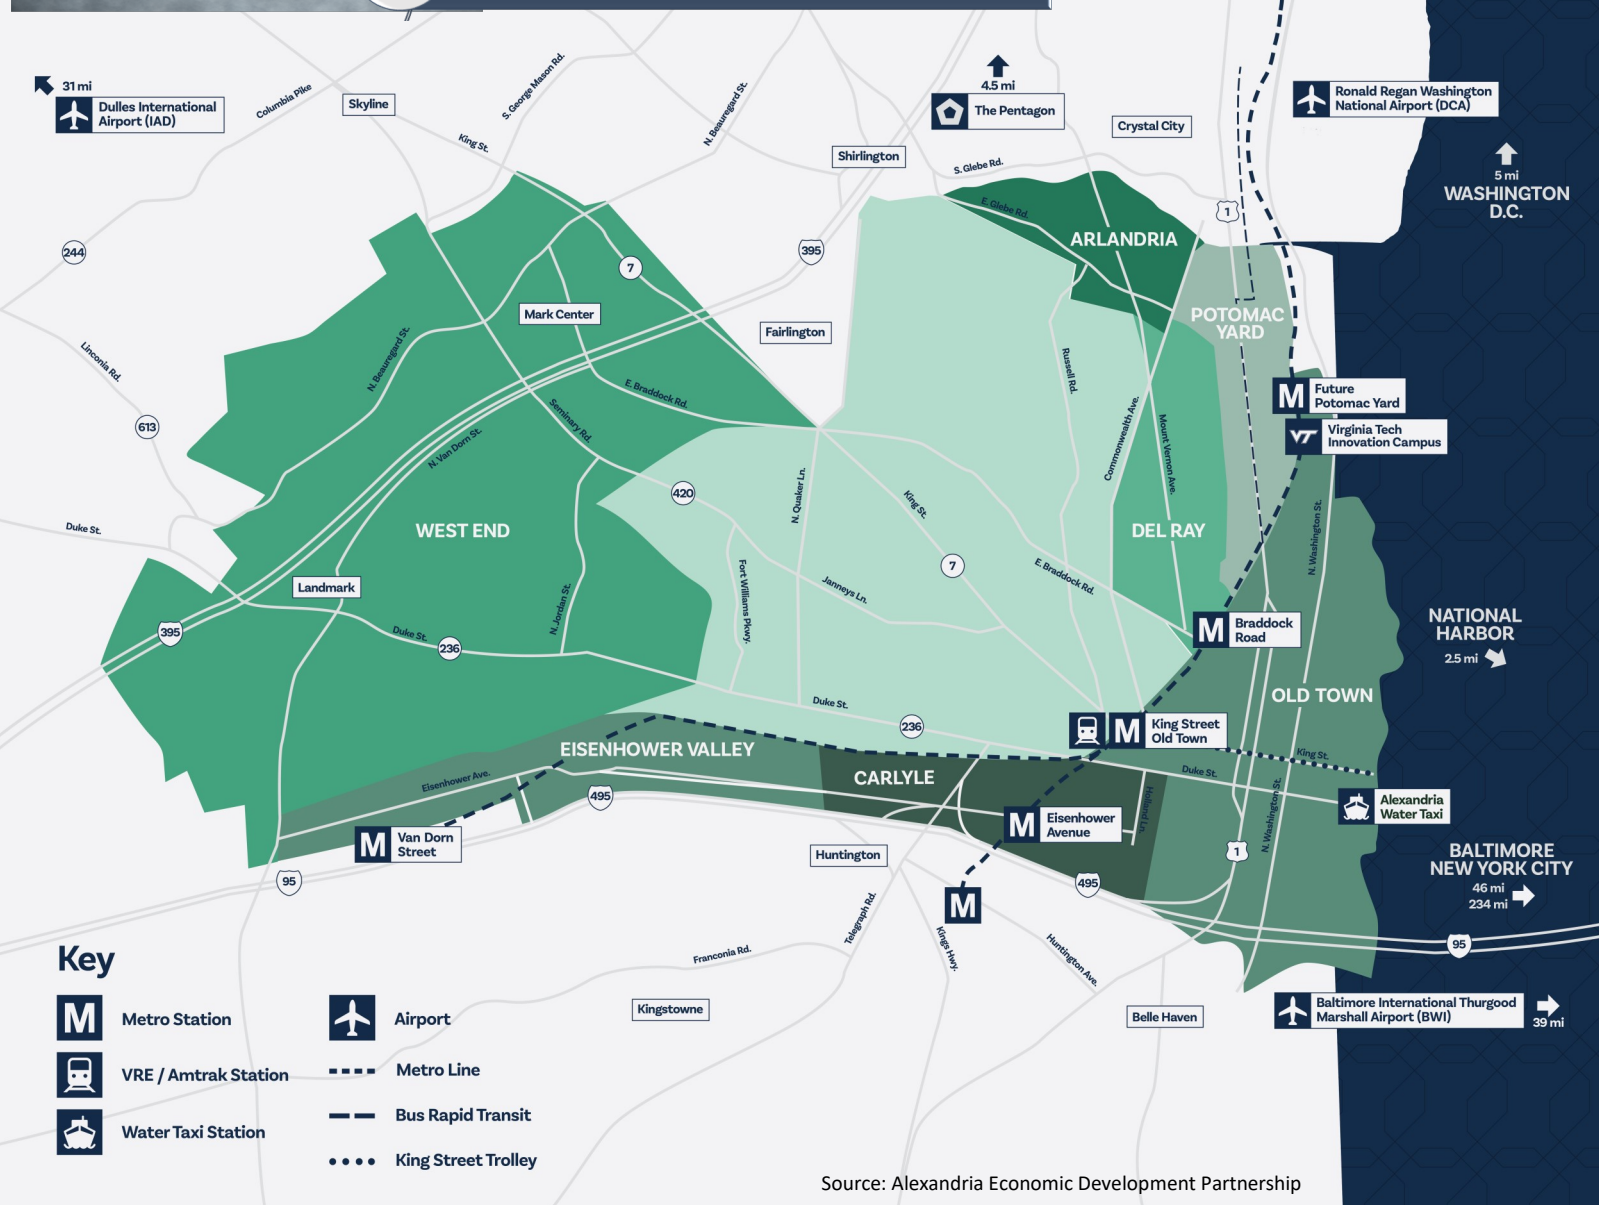 31 mi
Dulles International
Airport (IAD)
Columbia Pike
Skyline
S. George Mason Rd.
King St.
N. Beauregard St.
4.5 mi
The Pentagon
Shirlington
Crystal City
S. Glebe Rd.
Ronald Regan Washington
National Airport (DCA)
5 mi
WASHINGTON
D.C.
1
E. Glebe Rd.
ARLANDRIA
244
7
395
Mark Center
Fairlington
POTOMAC
YARD
Linconia Rd.
N. Beauregard St.
E. Braddock Rd.
Russell Rd.
M
Future
Potomac Yard
VT
Virginia Tech
Innovation Campus
613
Seminary Rd.
N. Van Dorn St.
Commonwealth Ave.
Mount Vernon Ave.
420
N. Quaker Ln.
King St.
Duke St.
WEST END
DEL RAY
N. Washington St.
7
Landmark
Fort Williams Pkwy.
Janneys Ln.
E. Braddock Rd.
N. Jordan St.
395
Duke St.
236
M
Braddock
Road
NATIONAL
HARBOR
2.5 mi
OLD TOWN
Duke St.
236
M
King Street
Old Town
EISENHOWER VALLEY
King St.
CARLYLE
Duke St.
Eisenhower Ave.
495
Holland Ln.
N. Washington St.
Alexandria
Water Taxi
M
Van Dorn
Street
M
Eisenhower
Avenue
Huntington
1
BALTIMORE
NEW YORK CITY
46 mi
234 mi
95
495
M
Telegraph Rd.
Kings Hwy.
Huntington Ave.
95
Franconia Rd.
Kingstowne
Belle Haven
Baltimore International Thurgood
Marshall Airport (BWI)
39 mi
Key
M
Metro Station
VRE / Amtrak Station
Water Taxi Station
Airport
Metro Line
Bus Rapid Transit
King Street Trolley
Source: Alexandria Economic Development Partnership